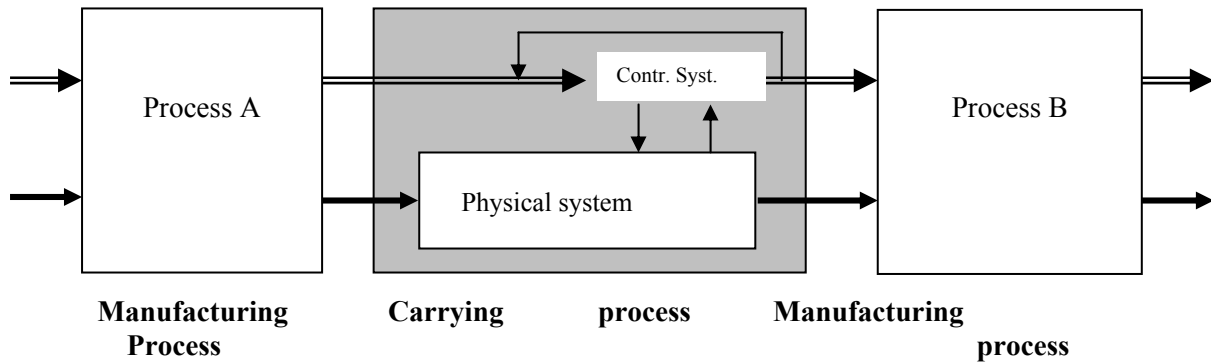 Contr. Syst.
Process A
Process B
Physical system
Manufacturing Carrying process Manufacturing
Process process